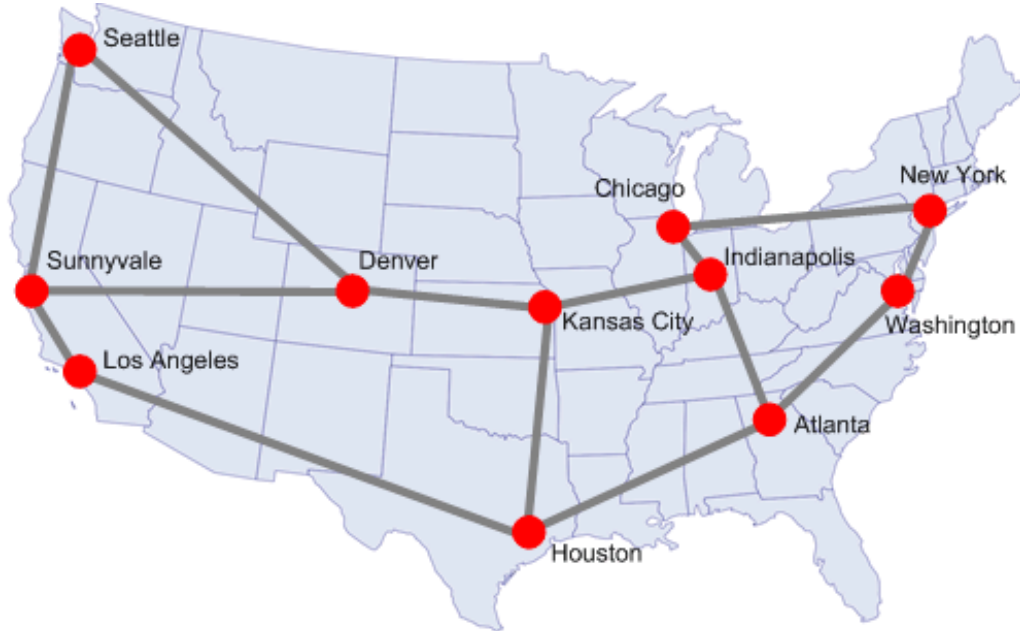 Seattle
New York
Chicago
Sunnyvale
Denver
Indianapolis
Kansas City
Washington
Los Angeles
Atlanta
Houston